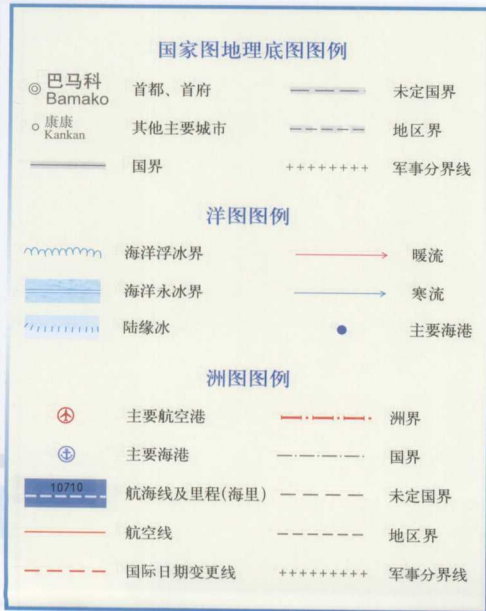 国家图地理底图图例
巴马科 首都、首府 未定国界
Bamako
康康 其他主要城市 地区界
Kankan
国界 军事分界线
洋图图例
海洋浮冰界 暖流
海洋永冰界 寒流
陆缘冰 主要海港
洲图图例
主要航空港 洲界
主要海港 国界
10710 航海线及里程(海里) 未定国界
航空线 地区界
国际日期变更线 军事分界线